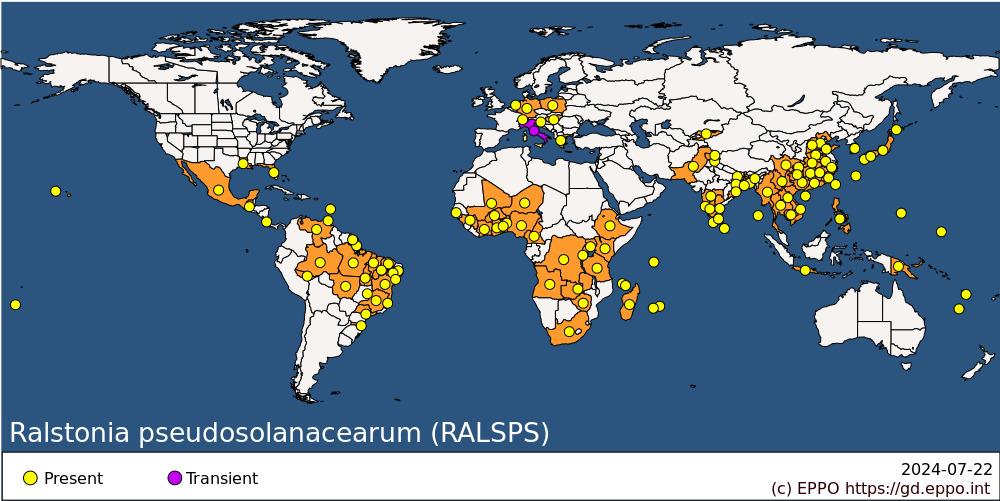 Ralstonia pseudosolanacearum (RALSPS)
Present
Transient
2024-07-22
(c) EPPO https://gd.eppo.int